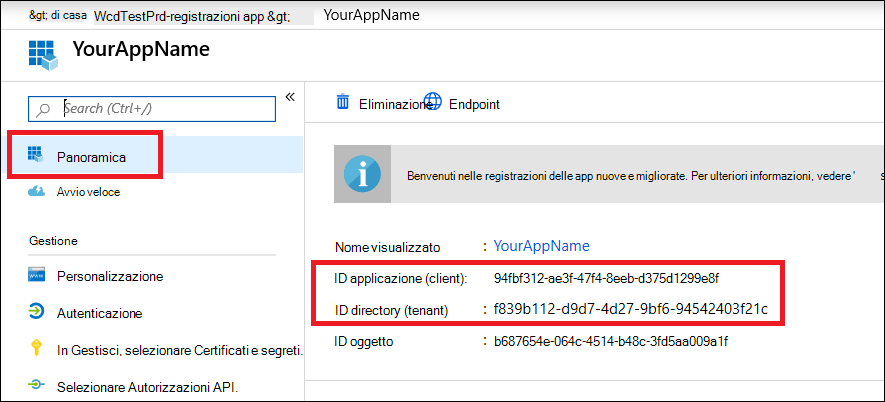 &gt; di casa WcdTestPrd-registrazioni app &gt; YourAppName
YourAppName
Search (Ctrl+/)
Panoramica
Avvio veloce
Gestione
Personalizzazione
Autenticazione
In Gestisci, selezionare Certificati e segreti.
Selezionare Autorizzazioni API.
Eliminazione Endpoint
Benvenuti nelle registrazioni delle app nuove e migliorate. Per ulteriori informazioni, vedere ' s
Nome visualizzato : YourAppName
ID applicazione (client): 94fbf312-ae3f-47f4-8eeb-d375d1299e8f
ID directory (tenant) : f839b112-d9d7-4d27-9bf6-94542403f21c
ID oggetto : b687654e-064c-4514-b48c-3fd5aa009a1f